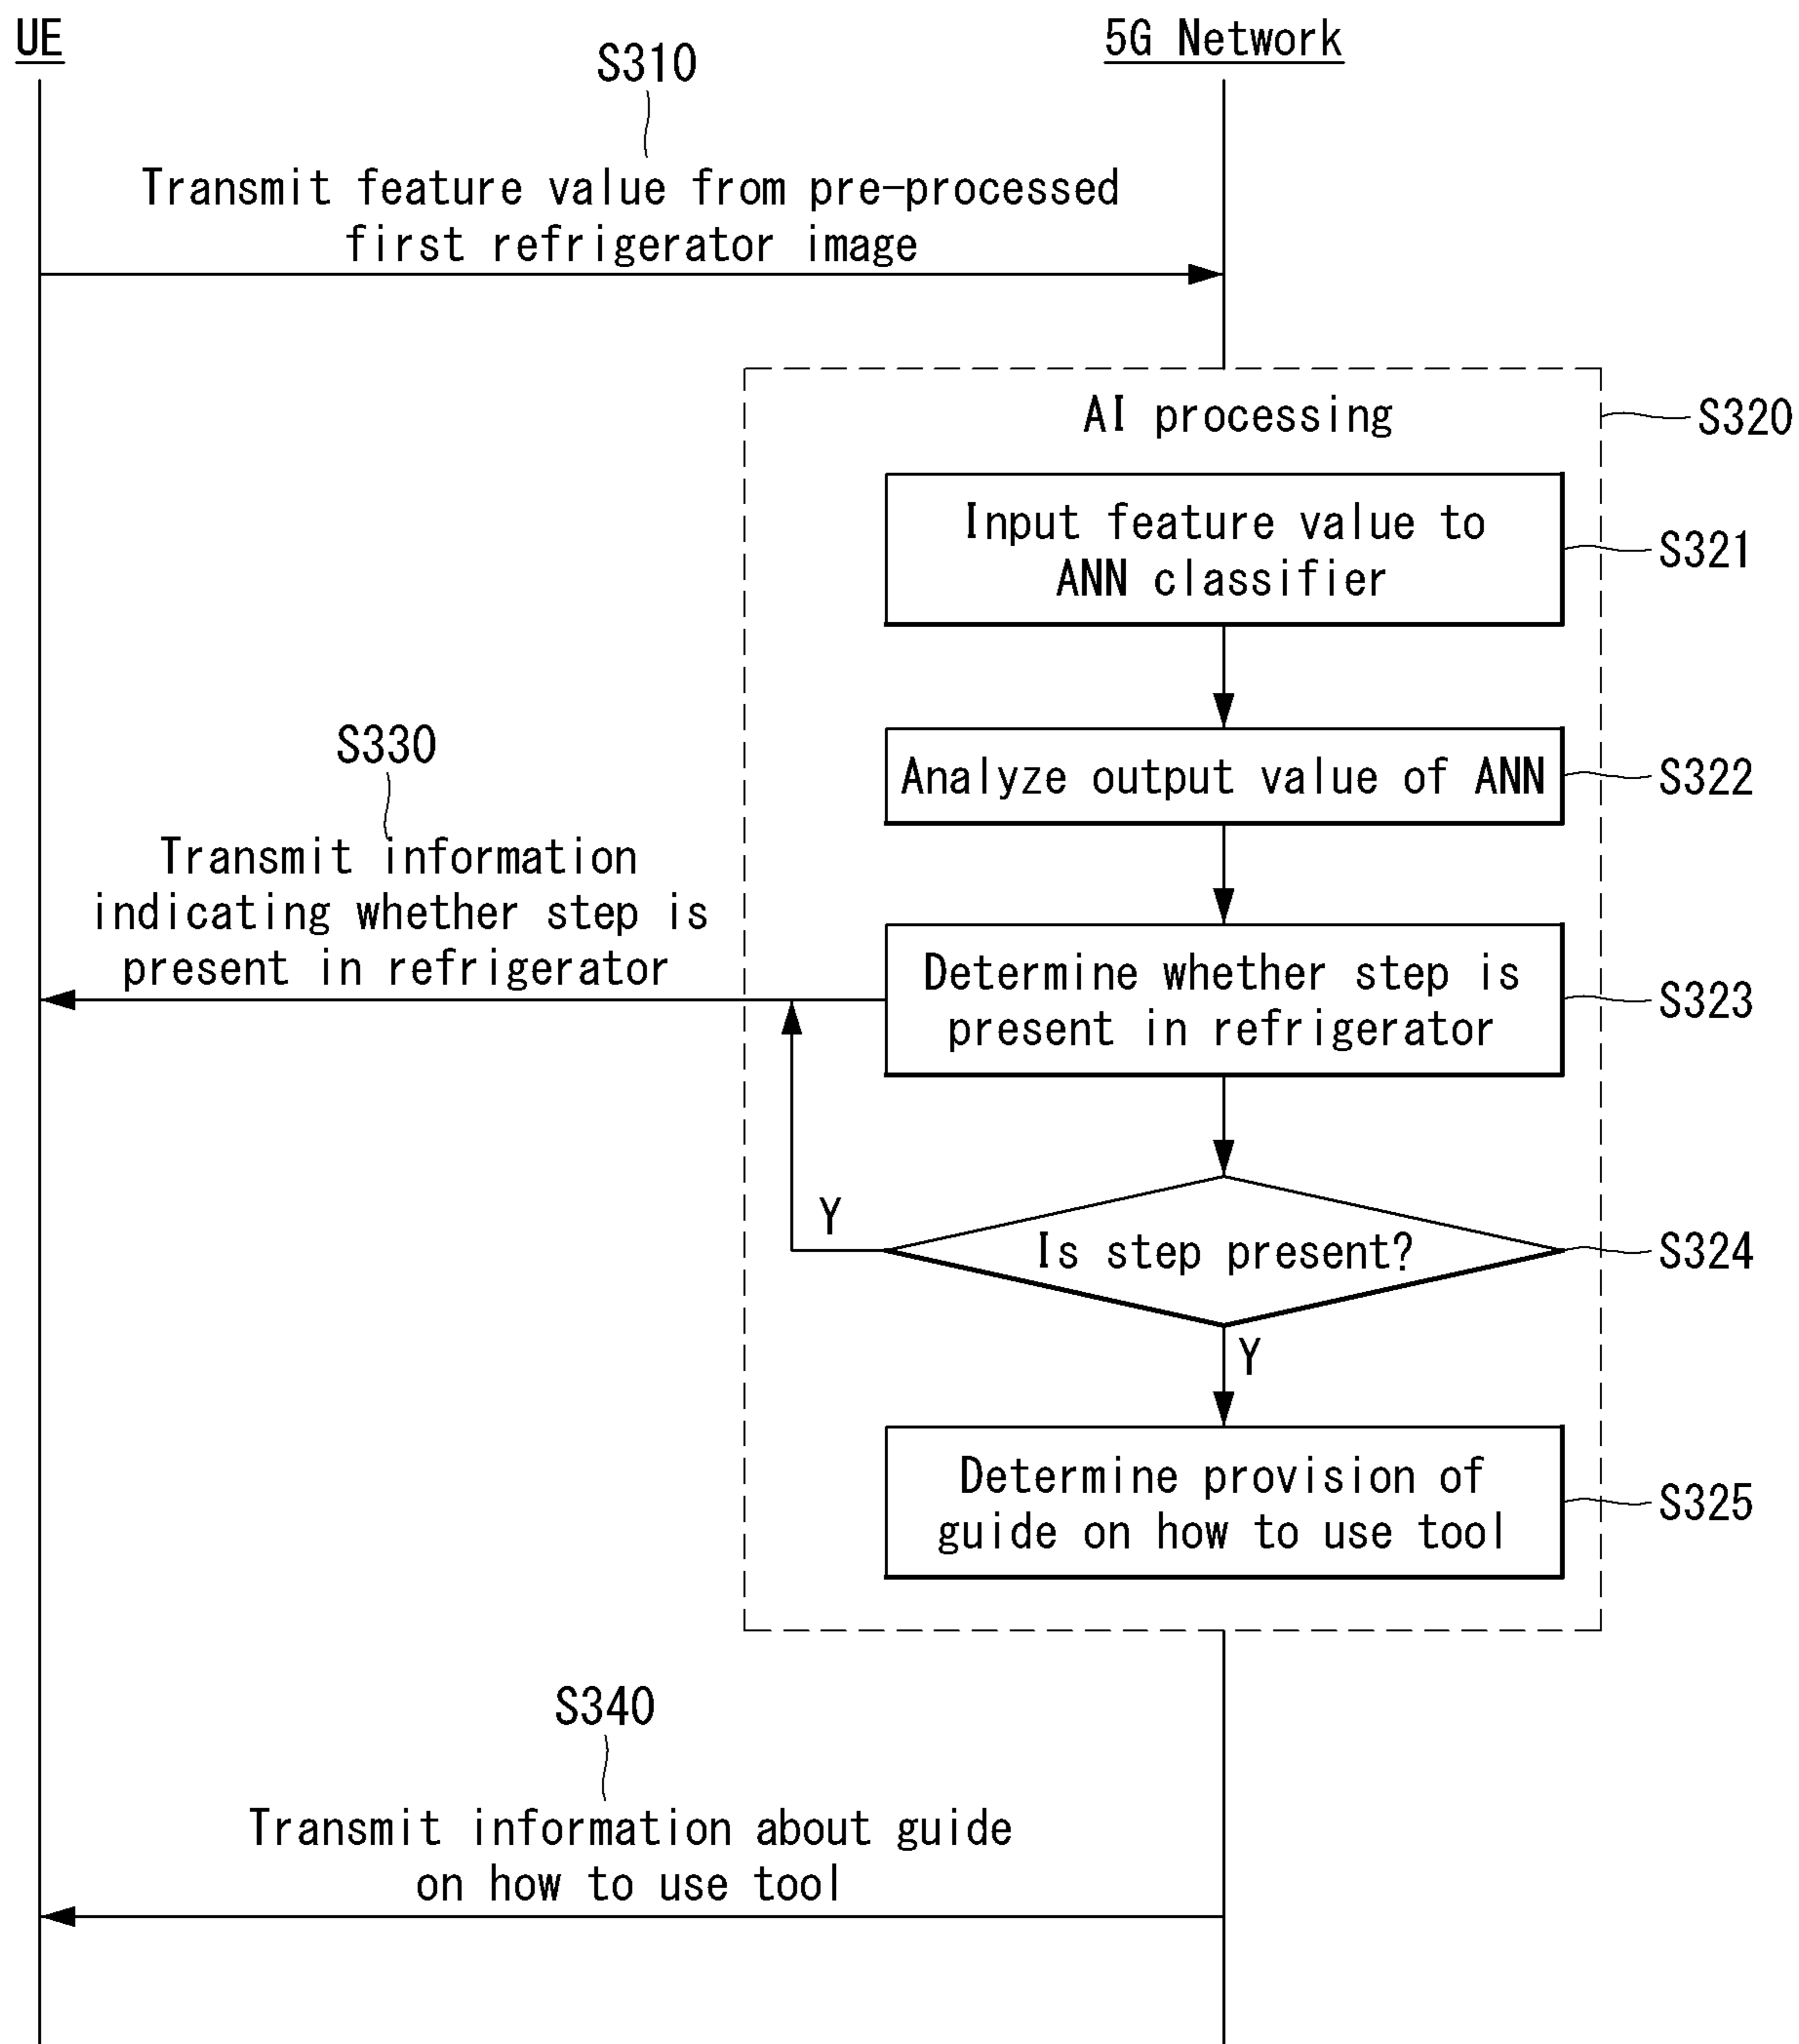 UE
5G Network
S310
Transmit feature value from pre-processed
first refrigerator image
AI processing
S320
Input feature value to
ANN classifier
S321
Analyze output value of ANN
S322
S330
Transmit information
indicating whether step is
present in refrigerator
Determine whether step is
present in refrigerator
S323
Y
Is step present?
S324
Y
Determine provision of
guide on how to use tool
S325
S340
Transmit information about guide
on how to use tool